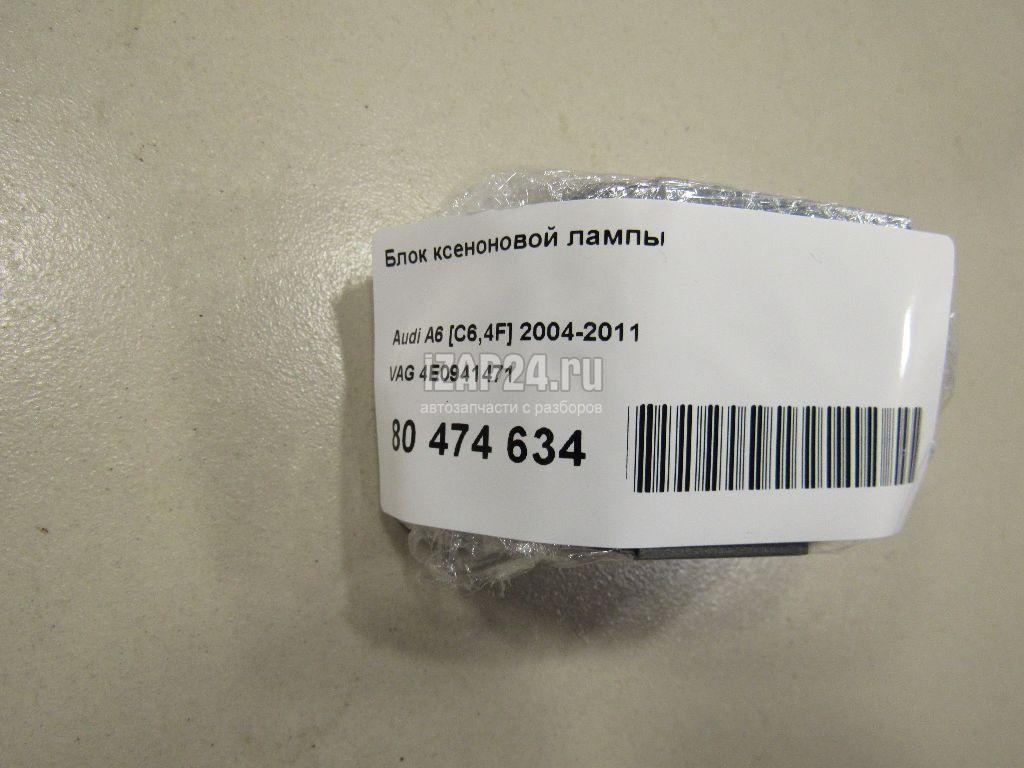 Блок ксеноновой лампы
Audi A6 [C6,4F] 2004-2011
VAG 4E0941471
iZAP24.ru
автозапчасти с разборов
80 474 634